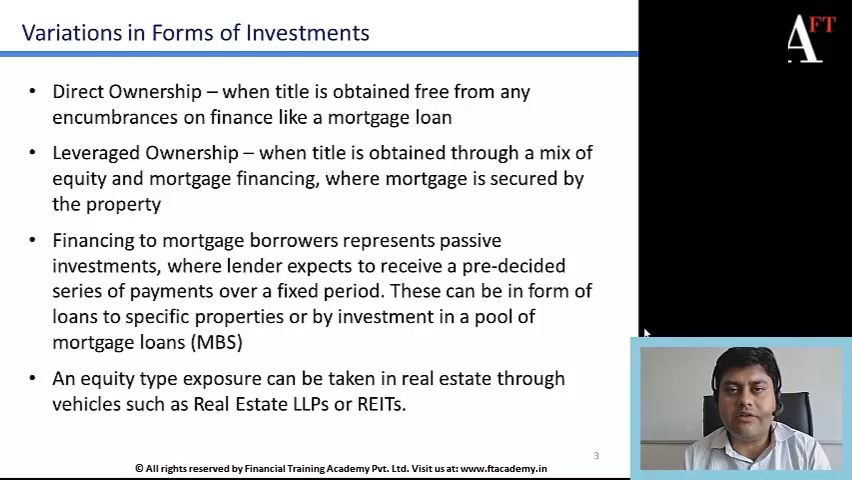 Variations in Forms of Investments
AFT
• Direct Ownership – when title is obtained free from any
encumbrances on finance like a mortgage loan
• Leveraged Ownership – when title is obtained through a mix of
equity and mortgage financing, where mortgage is secured by
the property
• Financing to mortgage borrowers represents passive
investments, where lender expects to receive a pre-decided
series of payments over a fixed period. These can be in form of
loans to specific properties or by investment in a pool of
mortgage loans (MBS)
• An equity type exposure can be taken in real estate through
vehicles such as Real Estate LLPs or REITs.
3
© All rights reserved by Financial Training Academy Pvt. Ltd. Visit us at: www.ftacademy.in